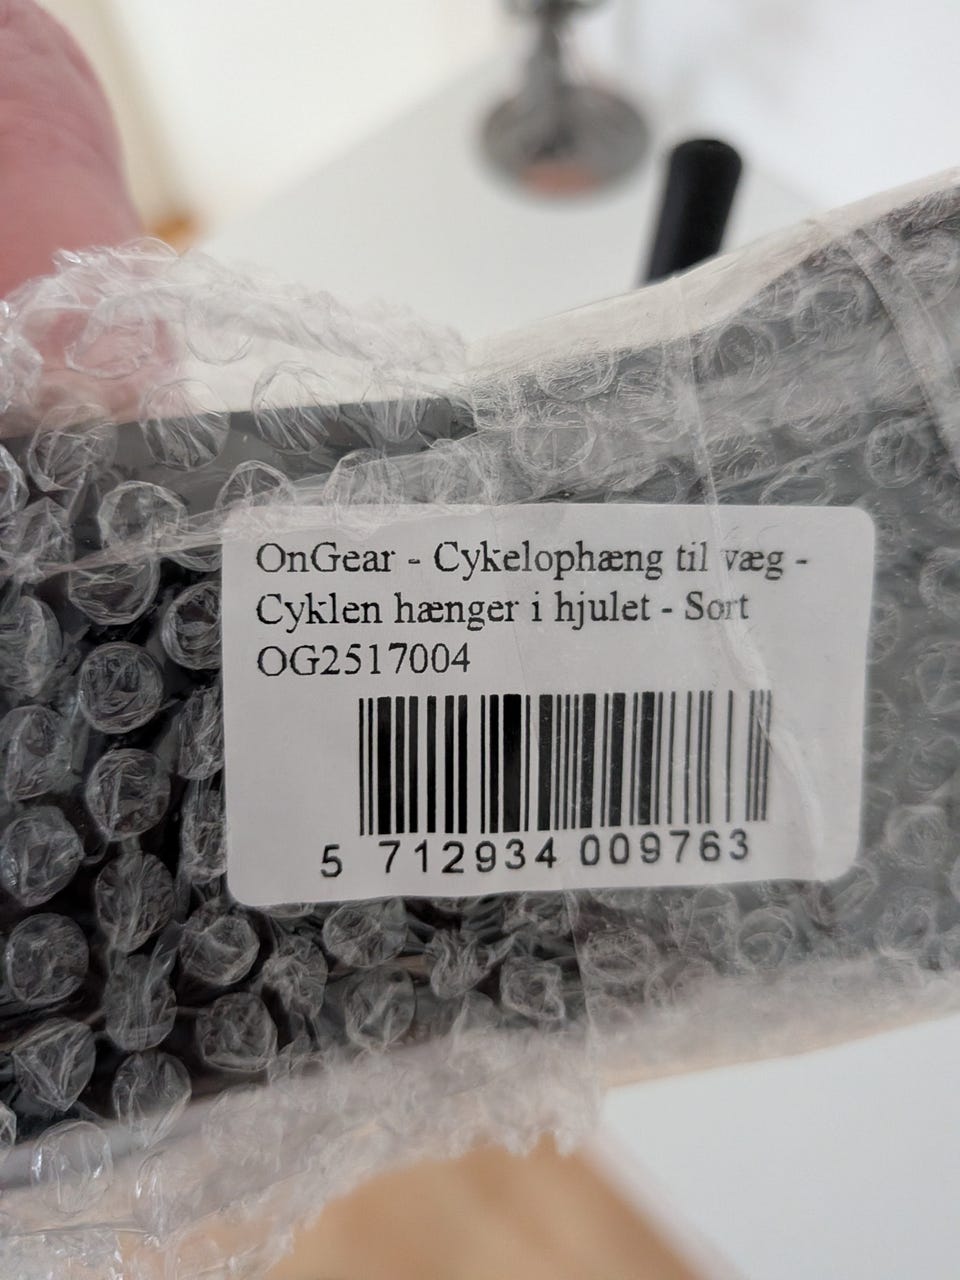 OnGear - Cykelophæng til væg -
Cyklen hænger i hjulet - Sort
OG2517004
5 712934 009763